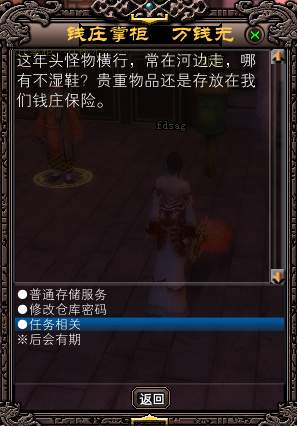 钱庄掌柜 万钱无
这年头怪物横行，常在河边走，哪
有不湿鞋？贵重物品还是存放在我
们钱庄保险。
fdsag
●普通存储服务
●修改仓库密码
●任务相关
※后会有期
返回